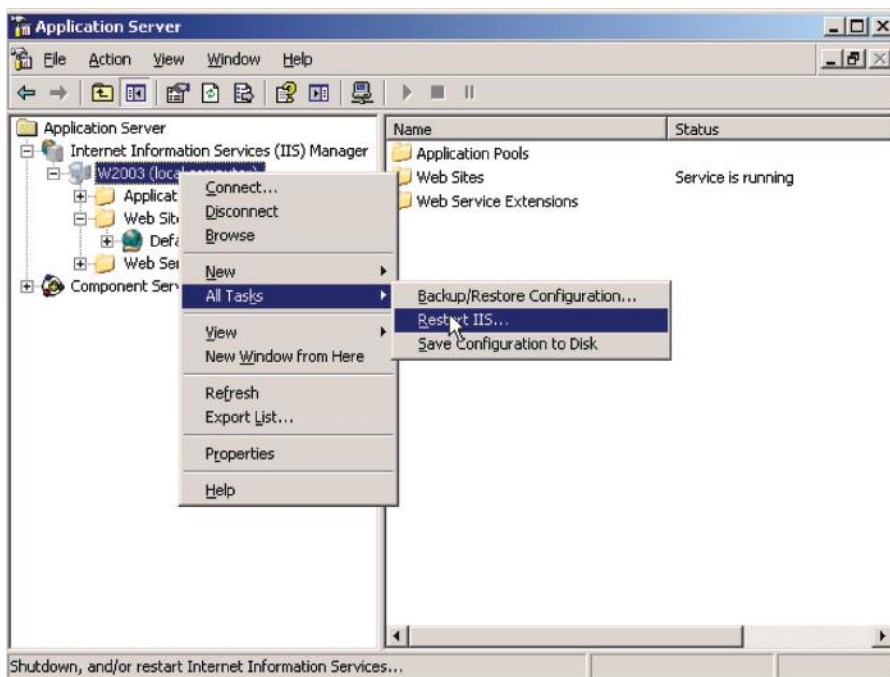 Application Server
File Action View Window Help
Application Server
Internet Information Services (IIS) Manager
W2003 (local computer)
Applicat
Web Sit
Defa
Web Ser
Component Serv
Name Status
Application Pools
Web Sites Service is running
Web Service Extensions
Connect...
Disconnect
Browse
New
All Tasks
View
New Window from Here
Refresh
Export List...
Properties
Help
Backup/Restore Configuration...
Restart IIS...
Save Configuration to Disk
Shutdown, and/or restart Internet Information Services...